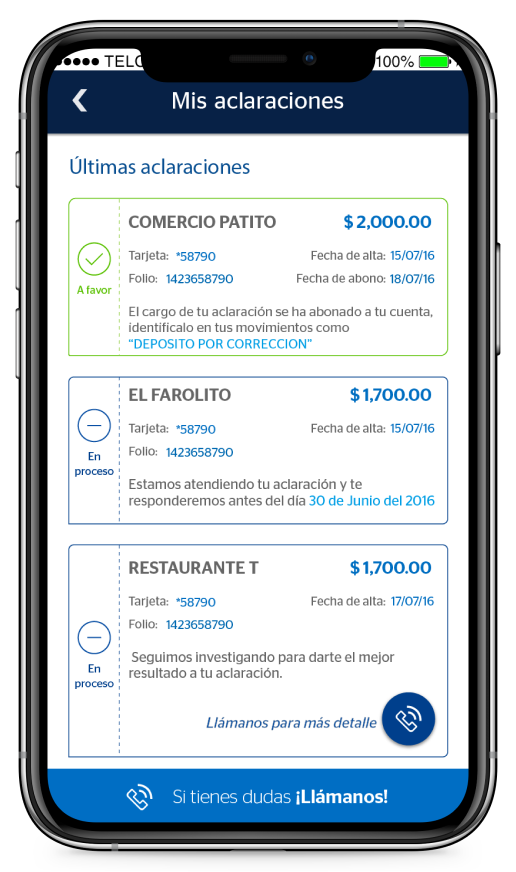 TELC
100%
Mis aclaraciones
Últimas aclaraciones
COMERCIO PATITO $ 2,000.00
Tarjeta: *58790 Fecha de alta: 15/07/16
Folio: 1423658790 Fecha de abono: 18/07/16
A favor
El cargo de tu aclaración se ha abonado a tu cuenta,
identifícalo en tus movimientos como
“DEPOSITO POR CORRECCION”
EL FAROLITO $ 1,700.00
Tarjeta: *58790 Fecha de alta: 15/07/16
Folio: 1423658790
En
proceso
Estamos atendiendo tu aclaración y te
responderemos antes del día 30 de Junio del 2016
RESTAURANTE T $ 1,700.00
Tarjeta: *58790 Fecha de alta: 17/07/16
Folio: 1423658790
En
proceso
Seguimos investigando para darte el mejor
resultado a tu aclaración.
Llámanos para más detalle
Si tienes dudas ¡Llámanos!